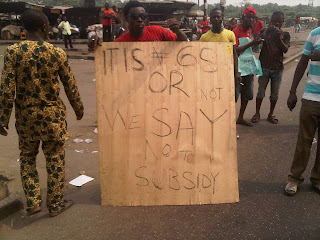 IT IS # 65
OR NOT
WE SAY
NO TO
SUBSIDY